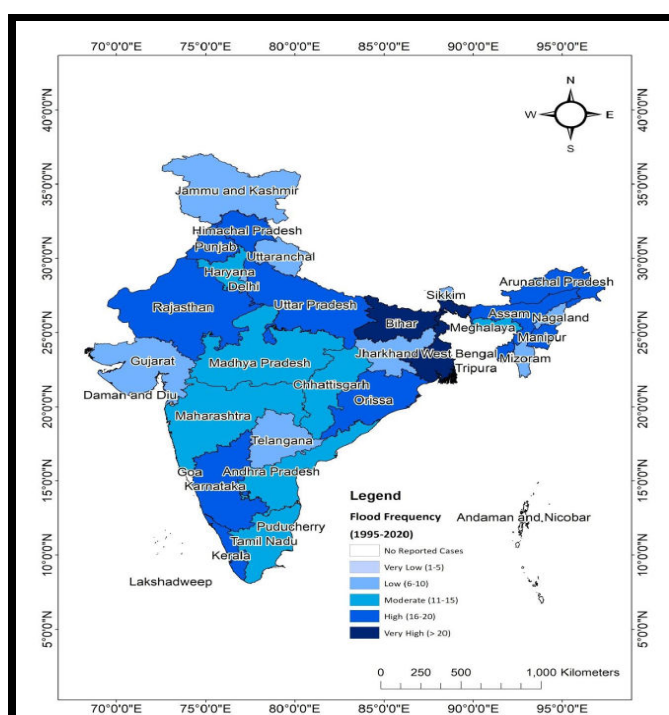 70°0'0"E 75°0'0"E 80°0'0"E 85°0'0"E 90°0'0"E 95°0'0"E
40°0'0"N
35°0'0"N
30°0'0"N
25°0'0"N
20°0'0"N
15°0'0"N
10°0'0"N
5°0'0"N
N
W E
S
40°0'0"N
35°0'0"N
30°0'0"N
25°0'0"N
20°0'0"N
15°0'0"N
10°0'0"N
5°0'0"N
Jammu and Kashmir
Himachal Pradesh
Punjab
Uttaranchal
Haryana
Delhi
Rajasthan
Uttar Pradesh
Sikkim
Arunachal Pradesh
Assam
Nagaland
Bihar
Meghalaya
Manipur
Gujarat
Madhya Pradesh
Jharkhand
West Bengal
Mizoram
Tripura
Daman and Diu
Chhattisgarh
Orissa
Maharashtra
Telangana
Goa
Andhra Pradesh
Karnataka
Puducherry
Tamil Nadu
Kerala
Lakshadweep
Andaman and Nicobar
Legend
Flood Frequency
(1995-2020)
No Reported Cases
Very Low (1-5)
Low (6-10)
Moderate (11-15)
High (16-20)
Very High (> 20)
0 250 500 1,000 Kilometers
70°0'0"E 75°0'0"E 80°0'0"E 85°0'0"E 90°0'0"E 95°0'0"E